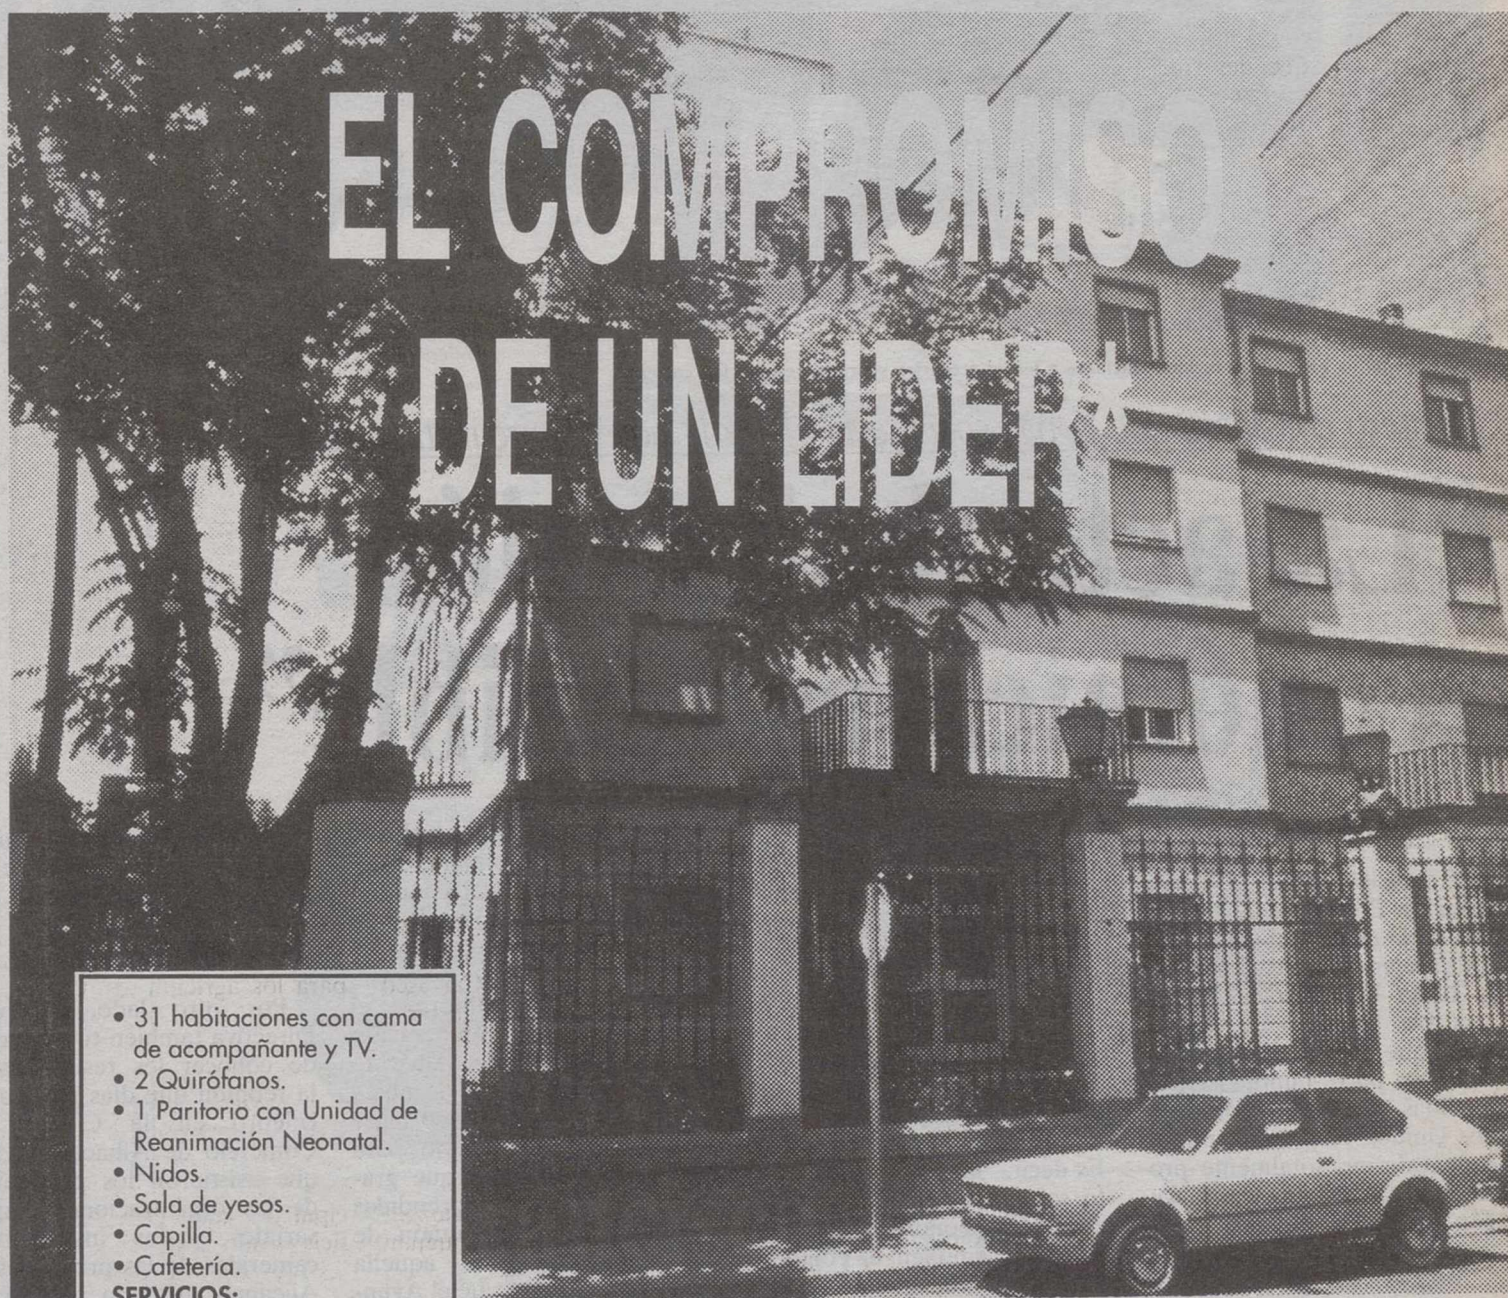 EL COMPROMISO
DE UN LIDER*
• 31 habitaciones con cama
de acompañante y TV.
• 2 Quirófanos.
• 1 Paritorio con Unidad de
Reanimación Neonatal.
• Nidos.
• Sala de yesos.
• Capilla.
• Cafetería.
SERVICIOS: